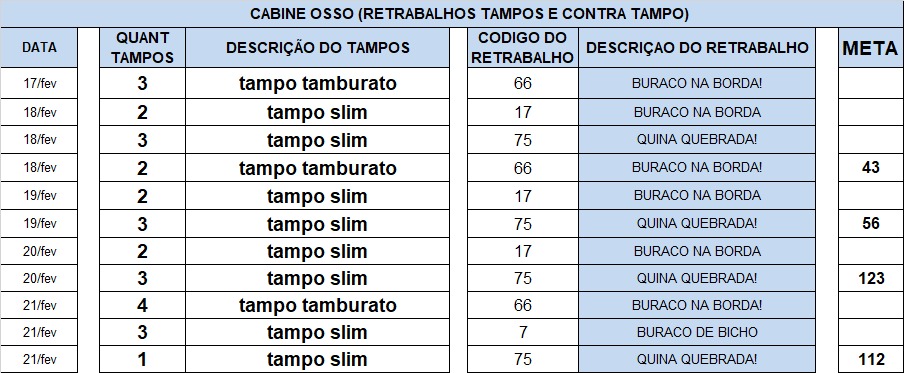 CABINE OSSO (RETRABALHOS TAMPOS E CONTRA TAMPO)
DATA QUANT TAMPOS DESCRIÇÃO DO TAMPOS CODIGO DO RETRABALHO DESCRIÇAO DO RETRABALHO META
17/fev 3 tampo tamburato 66 BURACO NA BORDA!
18/fev 2 tampo slim 17 BURACO NA BORDA
18/fev 3 tampo slim 75 QUINA QUEBRADA!
18/fev 2 tampo tamburato 66 BURACO NA BORDA! 43
19/fev 2 tampo slim 17 BURACO NA BORDA
19/fev 3 tampo slim 75 QUINA QUEBRADA! 56
20/fev 2 tampo slim 17 BURACO NA BORDA
20/fev 3 tampo slim 75 QUINA QUEBRADA! 123
21/fev 4 tampo tamburato 66 BURACO NA BORDA!
21/fev 3 tampo slim 7 BURACO DE BICHO
21/fev 1 tampo slim 75 QUINA QUEBRADA! 112